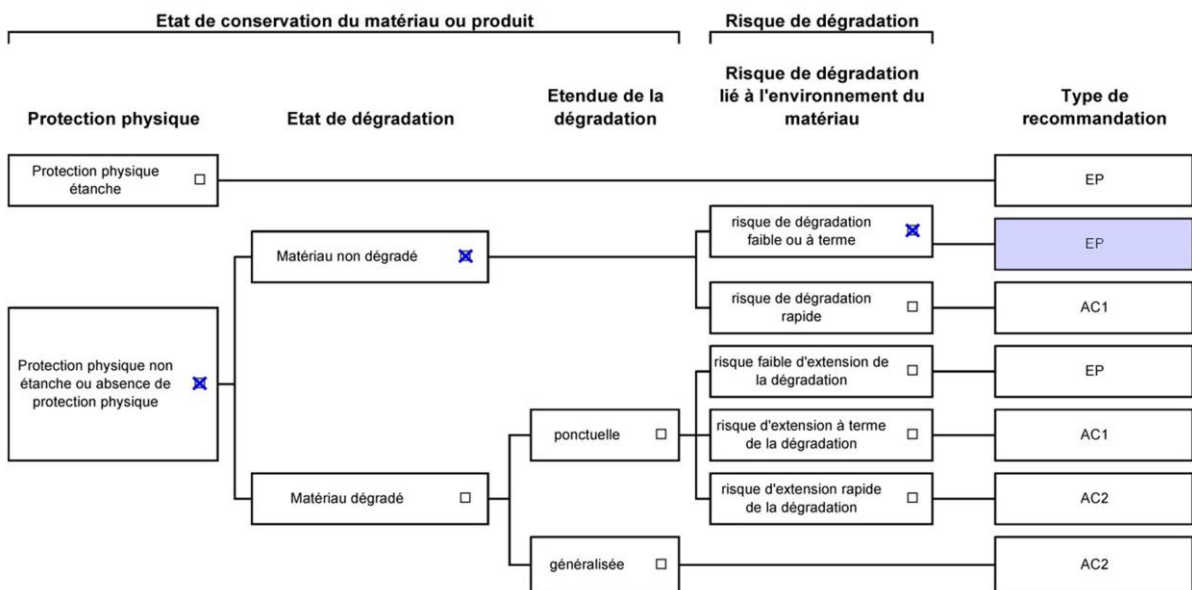 Etat de conservation du matériau ou produit
Risque de dégradation
Protection physique
Etat de dégradation
Etendue de la
dégradation
Risque de dégradation
lié à l'environnement du
matériau
Type de
recommandation
Protection physique
étanche
EP
Protection physique non
étanche ou absence de
protection physique
Matériau non dégradé
risque de dégradation
faible ou à terme
EP
risque de dégradation
rapide
AC1
Matériau dégradé
ponctuelle
risque faible d'extension de
la dégradation
EP
risque d'extension à terme
de la dégradation
AC1
risque d'extension rapide
de la dégradation
AC2
généralisée
AC2